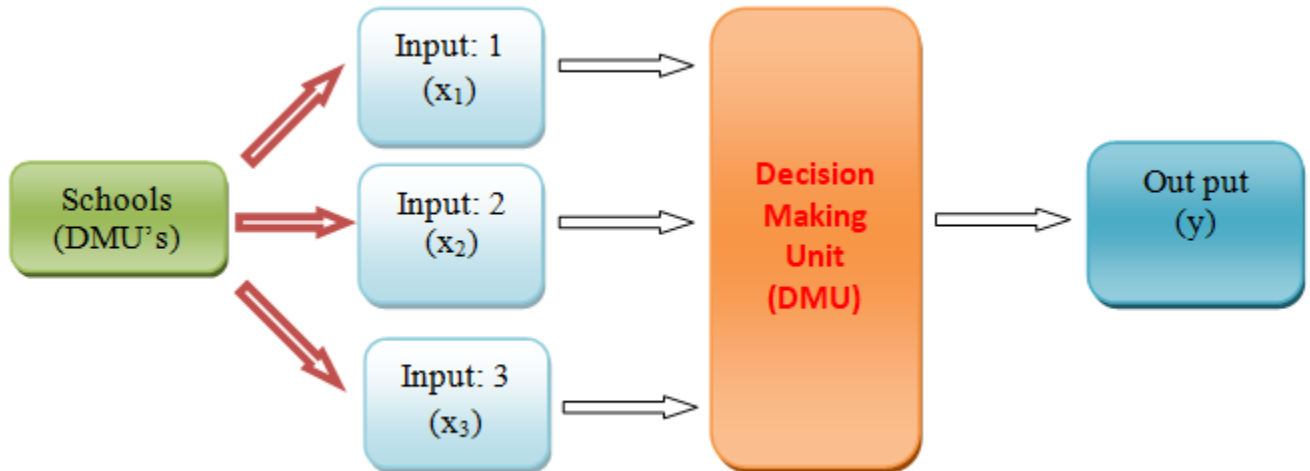 Schools
(DMU's)
Input: 1
(x₁)
Input: 2
(x₂)
Input: 3
(x₃)
Decision
Making
Unit
(DMU)
Out put
(y)